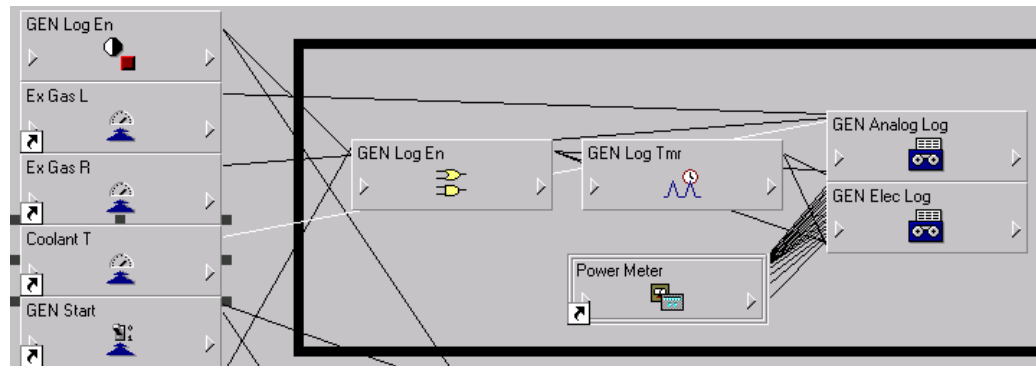 GEN Log En
Ex Gas L
Ex Gas R
Coolant T
GEN Start
GEN Log En
GEN Log Tmr
Power Meter
GEN Analog Log
GEN Elec Log